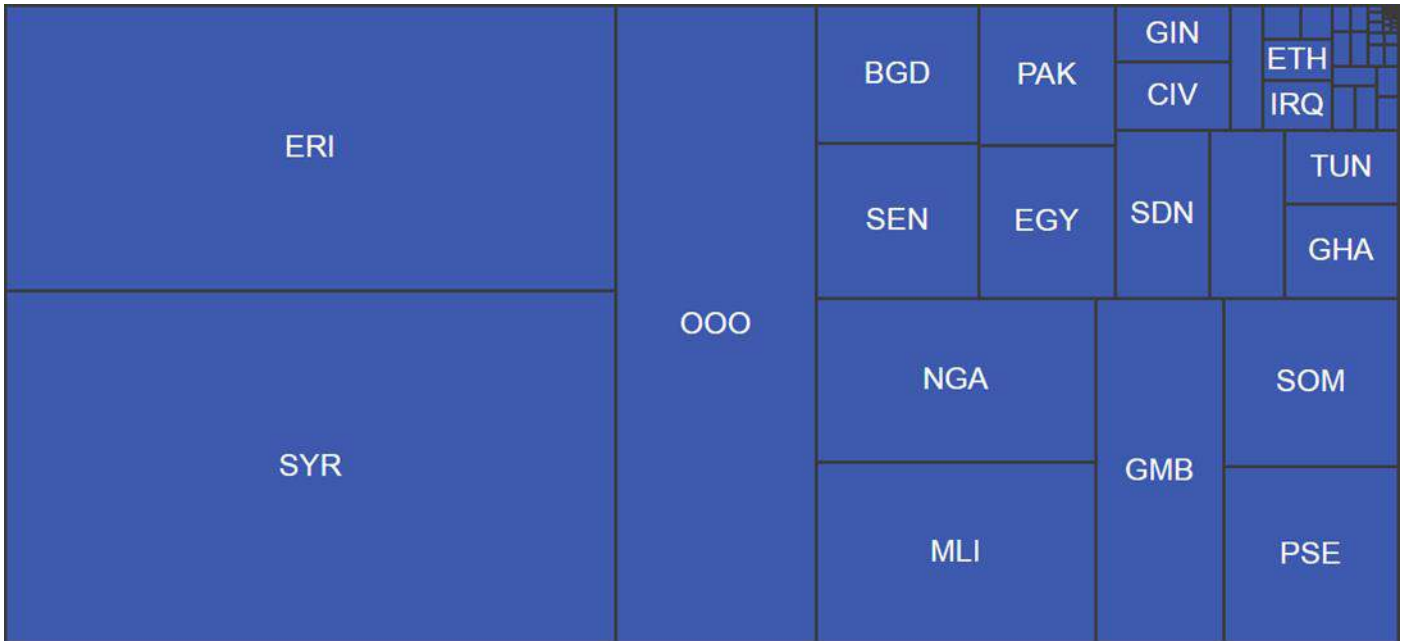 GIN
BGD
PAK
ETH
CIV
IRQ
ERI
TUN
SEN
EGY
SDN
GHA
OOO
NGA
SOM
SYR
GMB
MLI
PSE